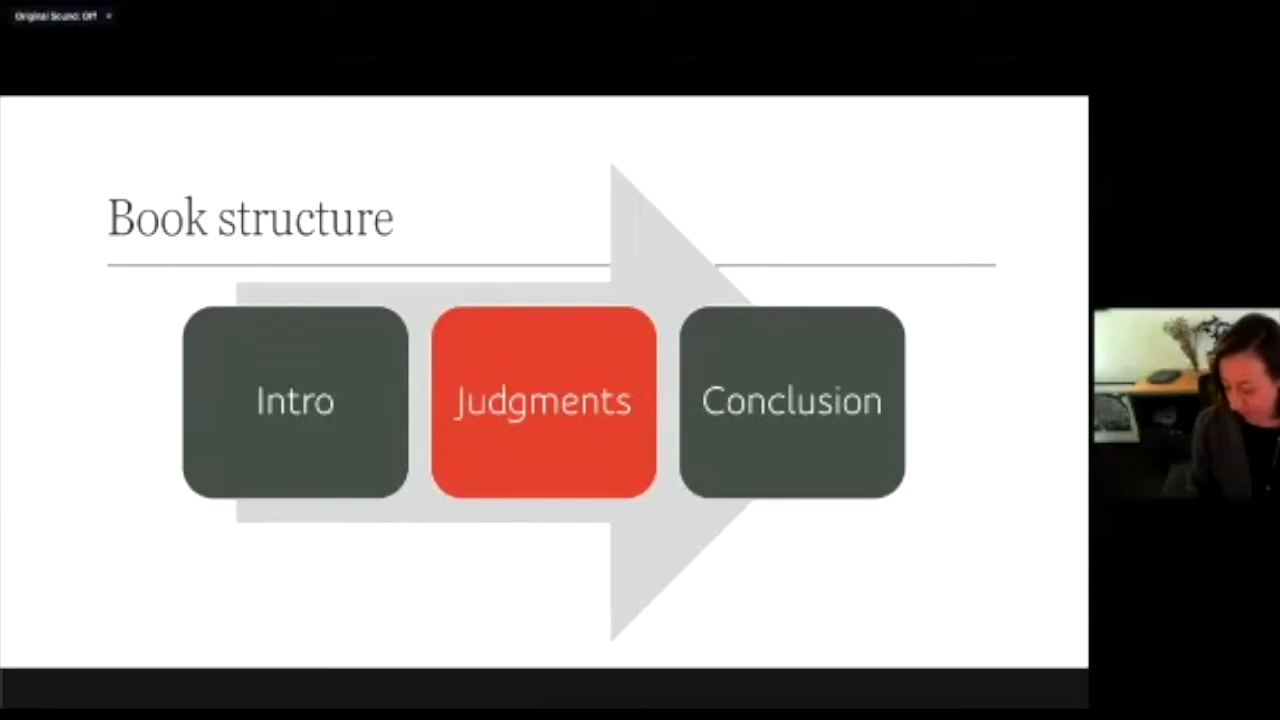 Original Sound: Off
Book structure
Intro
Judgments
Conclusion